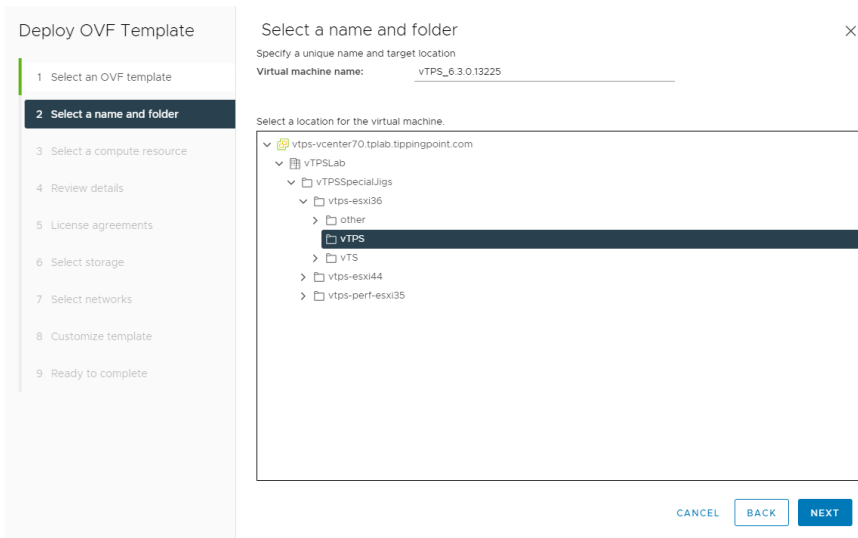 Deploy OVF Template
1 Select an OVF template
2 Select a name and folder
3 Select a compute resource
4 Review details
5 License agreements
6 Select storage
7 Select networks
8 Customize template
9 Ready to complete
Select a name and folder
Specify a unique name and target location
Virtual machine name: vTPS_6.3.0.13225
Select a location for the virtual machine.
vtps-vcenter70.tplab.tippingpoint.com
vTPSLab
vTPSSpecialJigs
vtps-esxi36
other
vTPS
vTS
vtps-esxi44
vtps-perf-esxi35
CANCEL BACK NEXT